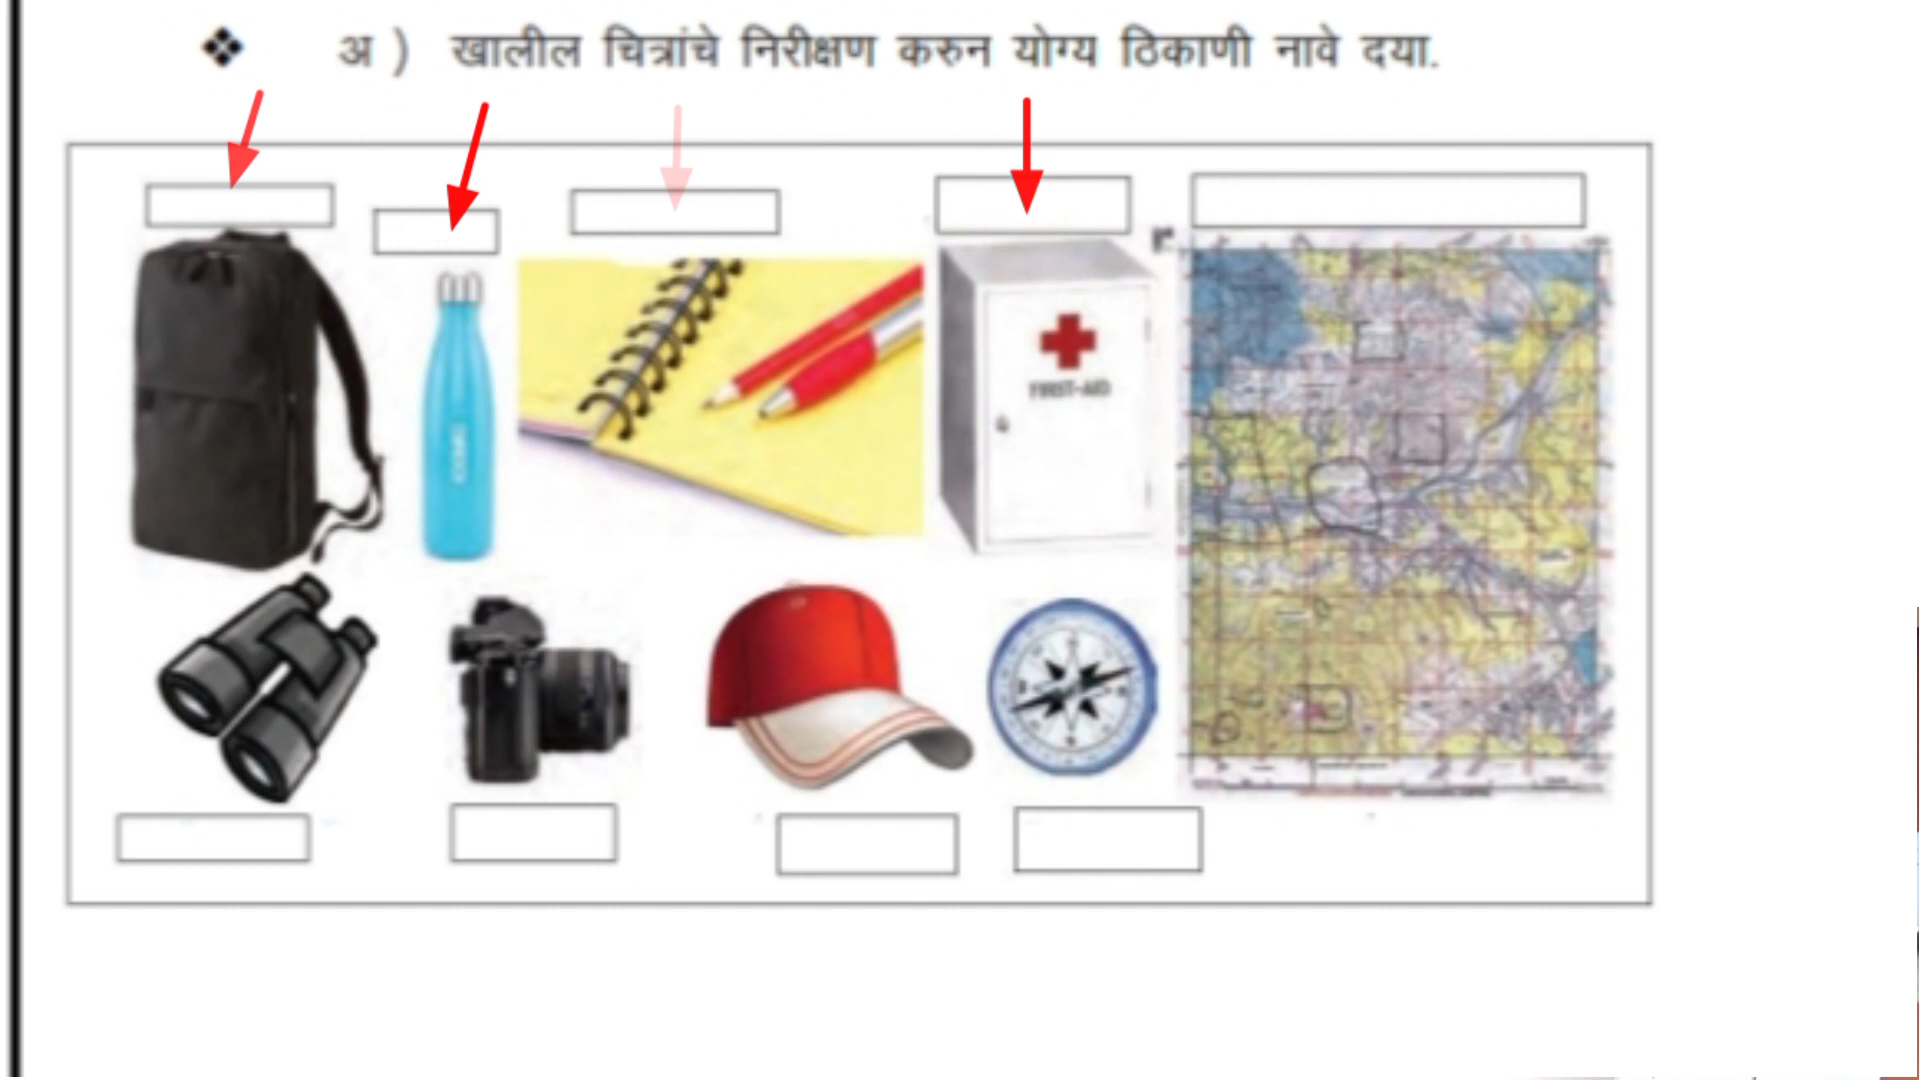 ❖ अ ) खालील चित्रांचे निरीक्षण करुन योग्य ठिकाणी नावे दया.
FIRST-AID